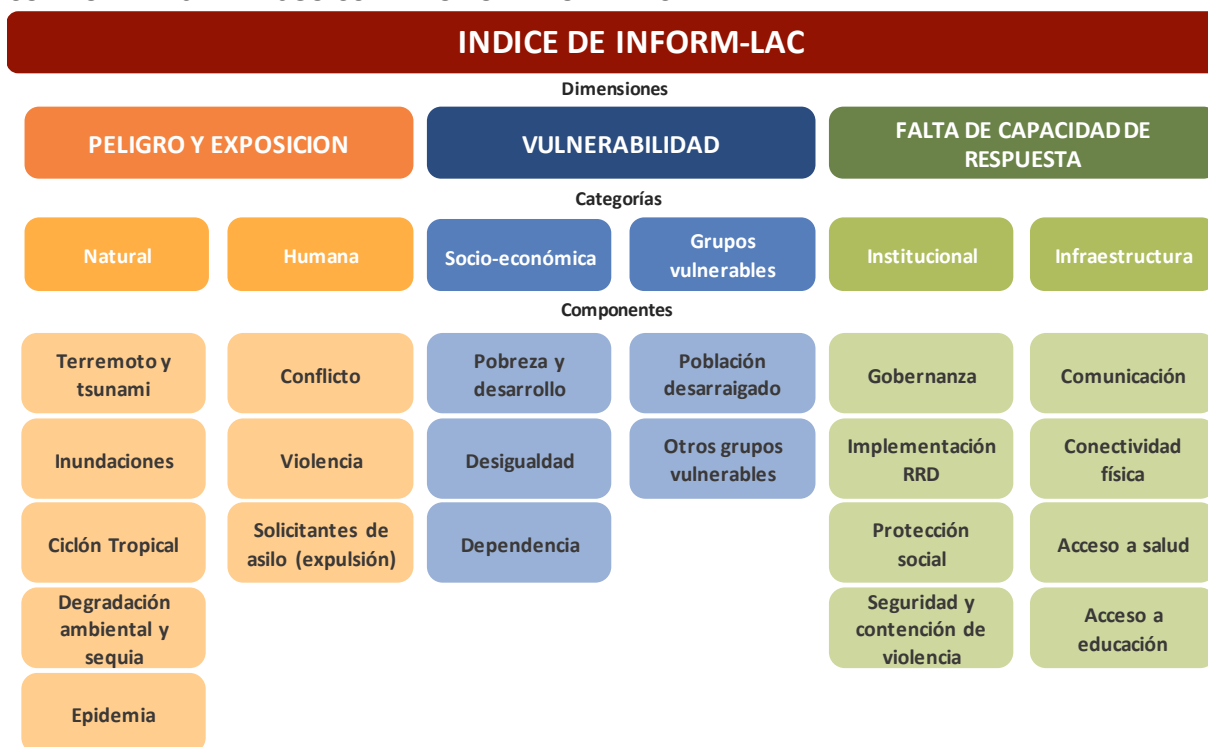 INDICE DE INFORM-LAC
Dimensiones
PELIGRO Y EXPOSICION
VULNERABILIDAD
FALTA DE CAPACIDAD DE
RESPUESTA
Categorías
Natural
Humana
Socio-económica
Grupos
vulnerables
Institucional
Infraestructura
Componentes
Terremoto y
tsunami
Conflicto
Pobreza y
desarrollo
Población
desarraigado
Gobernanza
Comunicación
Inundaciones
Violencia
Desigualdad
Otros grupos
vulnerables
Implementación
RRD
Conectividad
física
Ciclón Tropical
Solicitantes de
asilo (expulsión)
Dependencia
Protección
social
Acceso a salud
Degradación
ambiental y
sequia
Seguridad y
contención de
violencia
Acceso a
educación
Epidemia